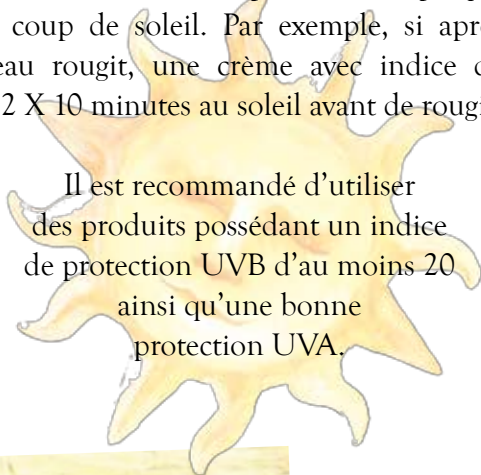 coup de soleil. Par exemple, si apr
eau rougit, une crème avec indice
2 X 10 minutes au soleil avant de rougi
Il est recommandé d’utiliser
des produits possédant un indice
de protection UVB d’au moins 20
ainsi qu’une bonne
protection UVA.